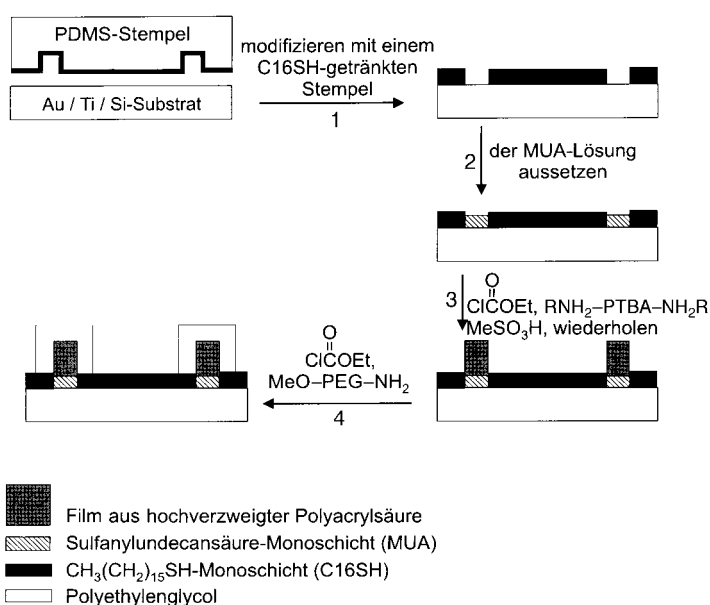 PDMS-Stempel
Au / Ti / Si-Substrat
modifizieren mit einem
C16SH-getränkten
Stempel
1
2
der MUA-Lösung
aussetzen
3
O
ClCOEt, RNH2–PTBA–NH2R
MeSO3H, wiederholen
O
ClCOEt,
MeO–PEG–NH2
4
Film aus hochverzweigter Polyacrylsäure
Sulfanylundecansäure-Monoschicht (MUA)
CH3(CH2)15SH-Monoschicht (C16SH)
Polyethylenglycol